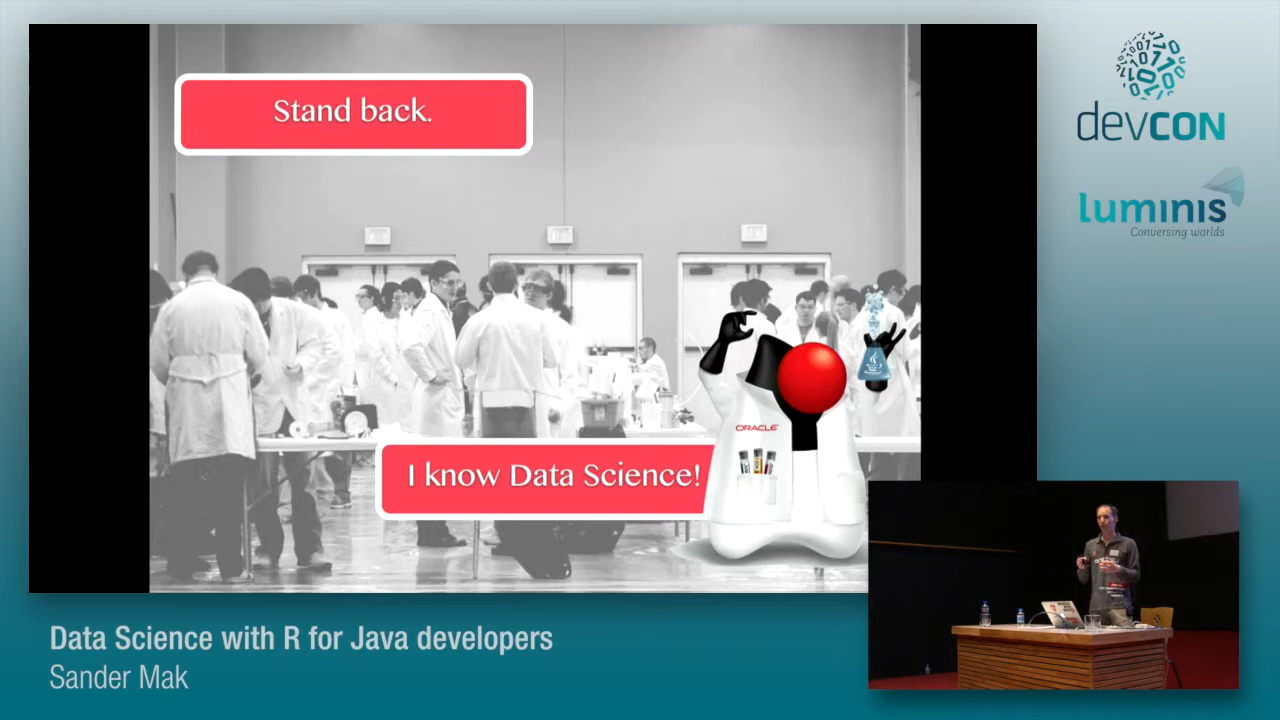 Stand back.
I know Data Science!
ORACLE
devcon
luminis
Conversing worlds
Data Science with R for Java developers
Sander Mak